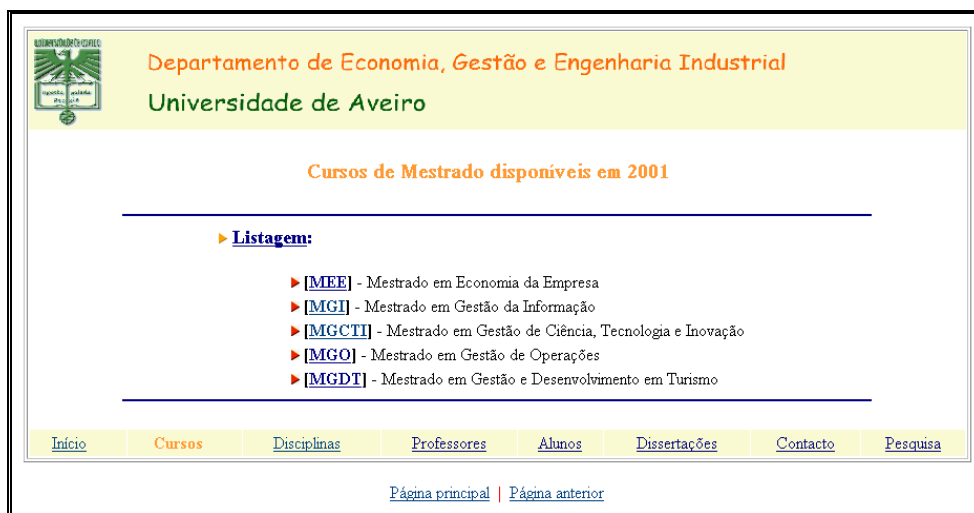 universidade de aveiro
Departamento de Economia, Gestão e Engenharia Industrial
Universidade de Aveiro
Cursos de Mestrado disponíveis em 2001
Listagem:
[MEE] - Mestrado em Economia da Empresa
[MGI] - Mestrado em Gestão da Informação
[MGCTI] - Mestrado em Gestão de Ciência, Tecnologia e Inovação
[MGO] - Mestrado em Gestão de Operações
[MGDT] - Mestrado em Gestão e Desenvolvimento em Turismo
Início Cursos Disciplinas Professores Alunos Dissertações Contacto Pesquisa
Página principal | Página anterior